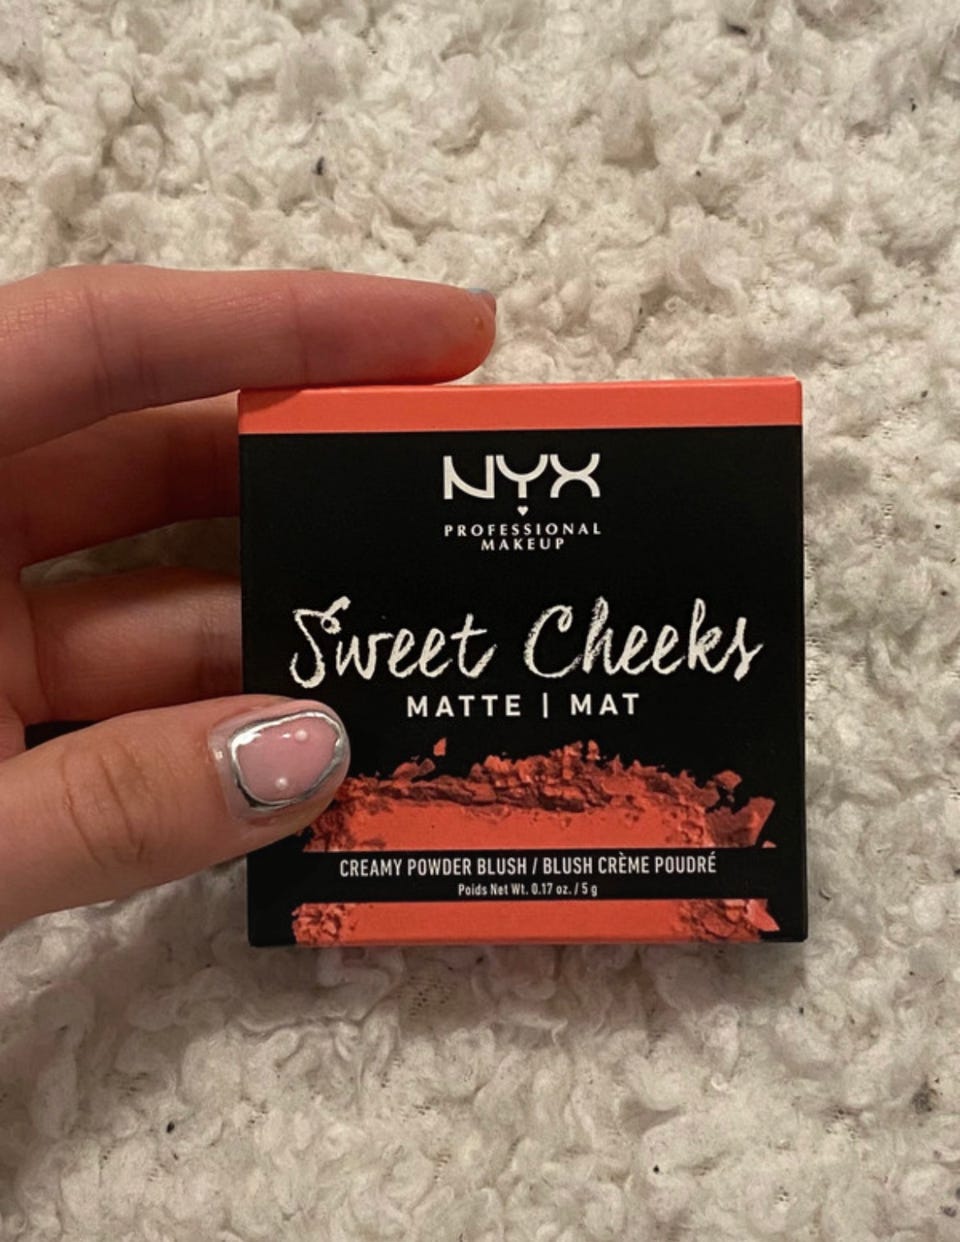 NYX
PROFESSIONAL
MAKEUP
Sweet Cheeks
MATTE | MAT
CREAMY POWDER BLUSH / BLUSH CRÈME POUDRÉ
Poids Net Wt. 0.17 oz. / 5 g